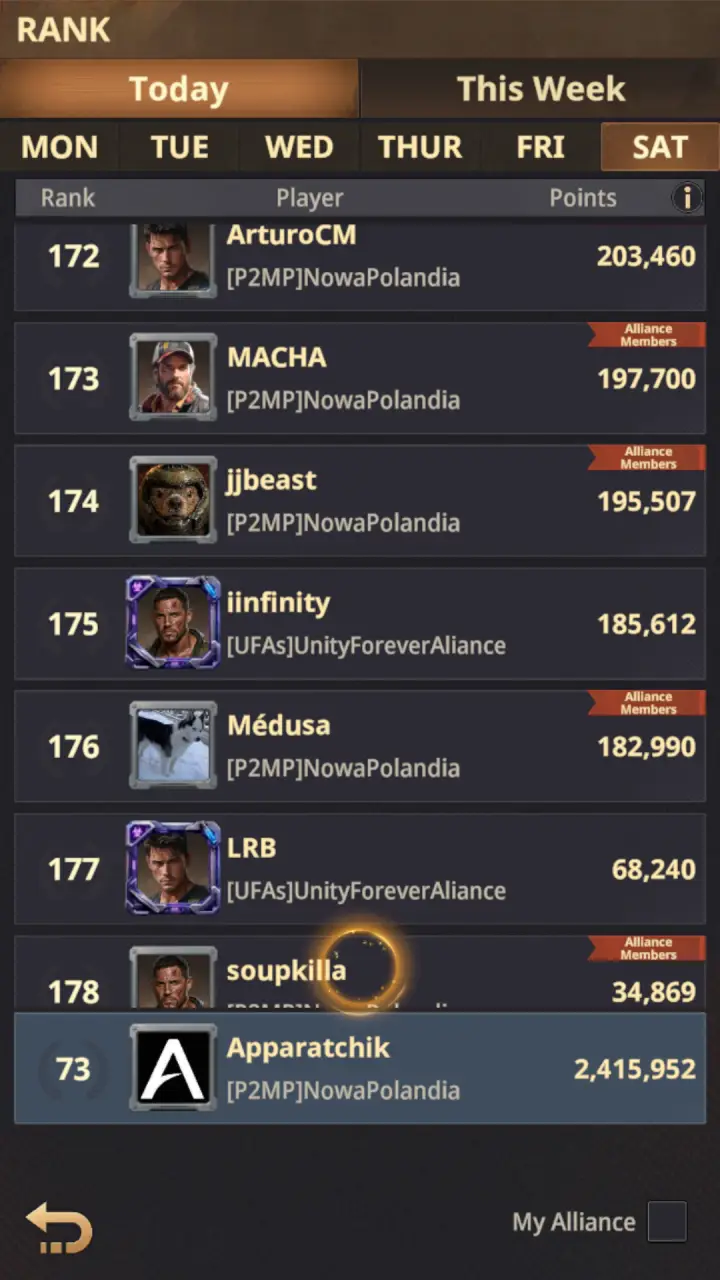 RANK
Today This Week
MON TUE WED THUR FRI SAT
Rank Player Points i
172 ArturoCM 203,460
[P2MP]NowaPolandia
Alliance Members
173 MACHA 197,700
[P2MP]NowaPolandia
Alliance Members
174 jjbeast 195,507
[P2MP]NowaPolandia
175 iinfinity 185,612
[UFAs]UnityForeverAliance
Alliance Members
176 Médusa 182,990
[P2MP]NowaPolandia
177 LRB 68,240
[UFAs]UnityForeverAliance
Alliance Members
178 soupkilla 34,869
73 Apparatchik 2,415,952
[P2MP]NowaPolandia
My Alliance